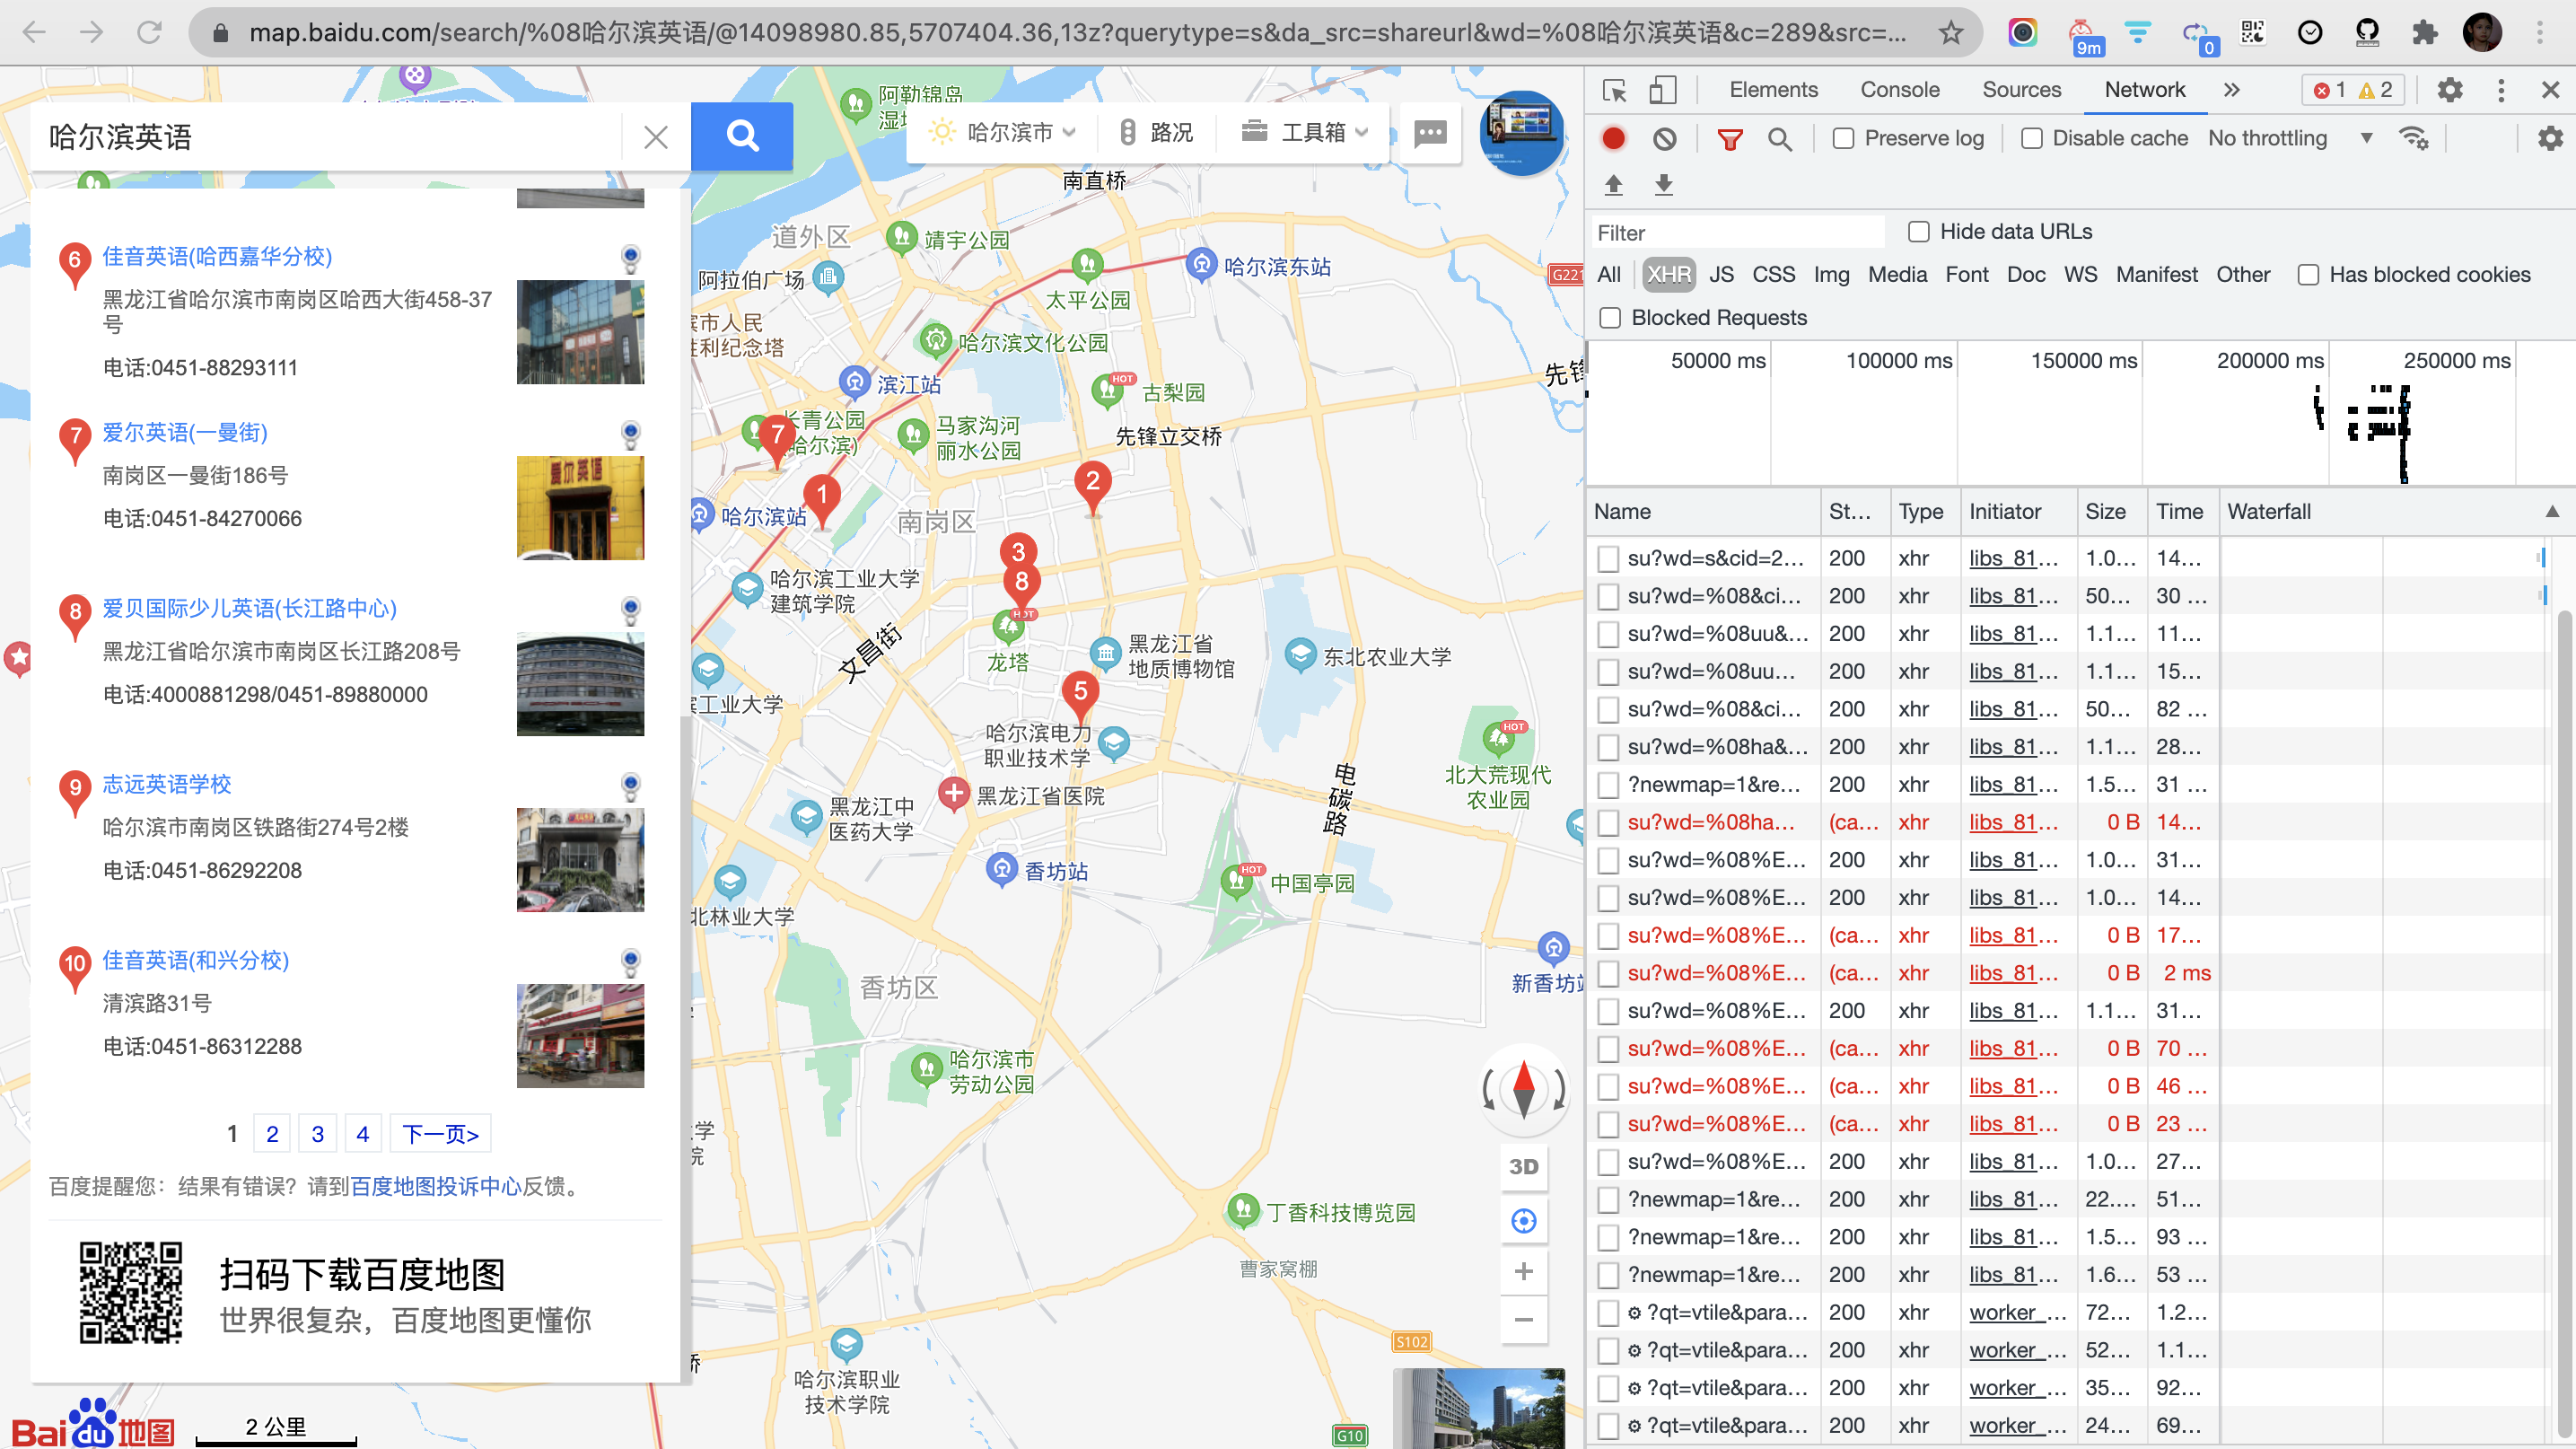 map.baidu.com/search/%08哈尔滨英语/@14098980.85,5707404.36,13z?querytype=s&da_src=shareurl&wd=%08哈尔滨英语&c=289&src=...
9m
0
哈尔滨英语
6
佳音英语(哈西嘉华分校)
黑龙江省哈尔滨市南岗区哈西大街458-37
号
电话:0451-88293111
7
爱尔英语(一曼街)
南岗区一曼街186号
电话:0451-84270066
8
爱贝国际少儿英语(长江路中心)
黑龙江省哈尔滨市南岗区长江路208号
电话:4000881298/0451-89880000
9
志远英语学校
哈尔滨市南岗区铁路街274号2楼
电话:0451-86292208
10
佳音英语(和兴分校)
清滨路31号
电话:0451-86312288
1 2 3 4 下一页>
百度提醒您：结果有错误？请到百度地图投诉中心反馈。
扫码下载百度地图
世界很复杂，百度地图更懂你
Baidu地图
2 公里
哈尔滨市
路况
工具箱
阿勒锦岛
南直桥
道外区
靖宇公园
阿拉伯广场
哈尔滨东站
G221
太平公园
市人民
利纪念塔
哈尔滨文化公园
滨江站
HOT
古梨园
长青公园
哈尔滨)
马家沟河
丽水公园
先锋立交桥
7
1
2
哈尔滨站
南岗区
3
8
哈尔滨工业大学
建筑学院
HOT
文昌街
龙塔
黑龙江省
地质博物馆
东北农业大学
5
工业大学
哈尔滨电力
职业技术学
HOT
北大荒现代
农业园
电碳路
黑龙江省医院
黑龙江中
医药大学
香坊站
HOT
中国亭园
北林业大学
香坊区
新香坊站
哈尔滨市
劳动公园
学
院
3D
丁香科技博览园
曹家窝棚
S102
哈尔滨职业
技术学院
G10
Elements
Console
Sources
Network
1
2
Preserve log
Disable cache
No throttling
Filter
Hide data URLs
All
XHR
JS
CSS
Img
Media
Font
Doc
WS
Manifest
Other
Has blocked cookies
Blocked Requests
50000 ms
100000 ms
150000 ms
200000 ms
250000 ms
Name St... Type Initiator Size Time Waterfall
su?wd=s&cid=2... 200 xhr libs_81... 1.0... 14...
su?wd=%08&ci... 200 xhr libs_81... 50... 30 ...
su?wd=%08uu&... 200 xhr libs_81... 1.1... 11...
su?wd=%08uu... 200 xhr libs_81... 1.1... 15...
su?wd=%08&ci... 200 xhr libs_81... 50... 82 ...
su?wd=%08ha&... 200 xhr libs_81... 1.1... 28...
?newmap=1&re... 200 xhr libs_81... 1.5... 31 ...
su?wd=%08ha... (ca... xhr libs_81... 0 B 14...
su?wd=%08%E... 200 xhr libs_81... 1.0... 31...
su?wd=%08%E... 200 xhr libs_81... 1.0... 14...
su?wd=%08%E... (ca... xhr libs_81... 0 B 17...
su?wd=%08%E... (ca... xhr libs_81... 0 B 2 ms
su?wd=%08%E... 200 xhr libs_81... 1.1... 31...
su?wd=%08%E... (ca... xhr libs_81... 0 B 70 ...
su?wd=%08%E... (ca... xhr libs_81... 0 B 46 ...
su?wd=%08%E... (ca... xhr libs_81... 0 B 23 ...
su?wd=%08%E... 200 xhr libs_81... 1.0... 27...
?newmap=1&re... 200 xhr libs_81... 22.... 51...
?newmap=1&re... 200 xhr libs_81... 1.5... 93 ...
?newmap=1&re... 200 xhr libs_81... 1.6... 53 ...
?qt=vtile&para... 200 xhr worker_... 72... 1.2...
?qt=vtile&para... 200 xhr worker_... 52... 1.1...
?qt=vtile&para... 200 xhr worker_... 35... 92...
?qt=vtile&para... 200 xhr worker_... 24... 69...